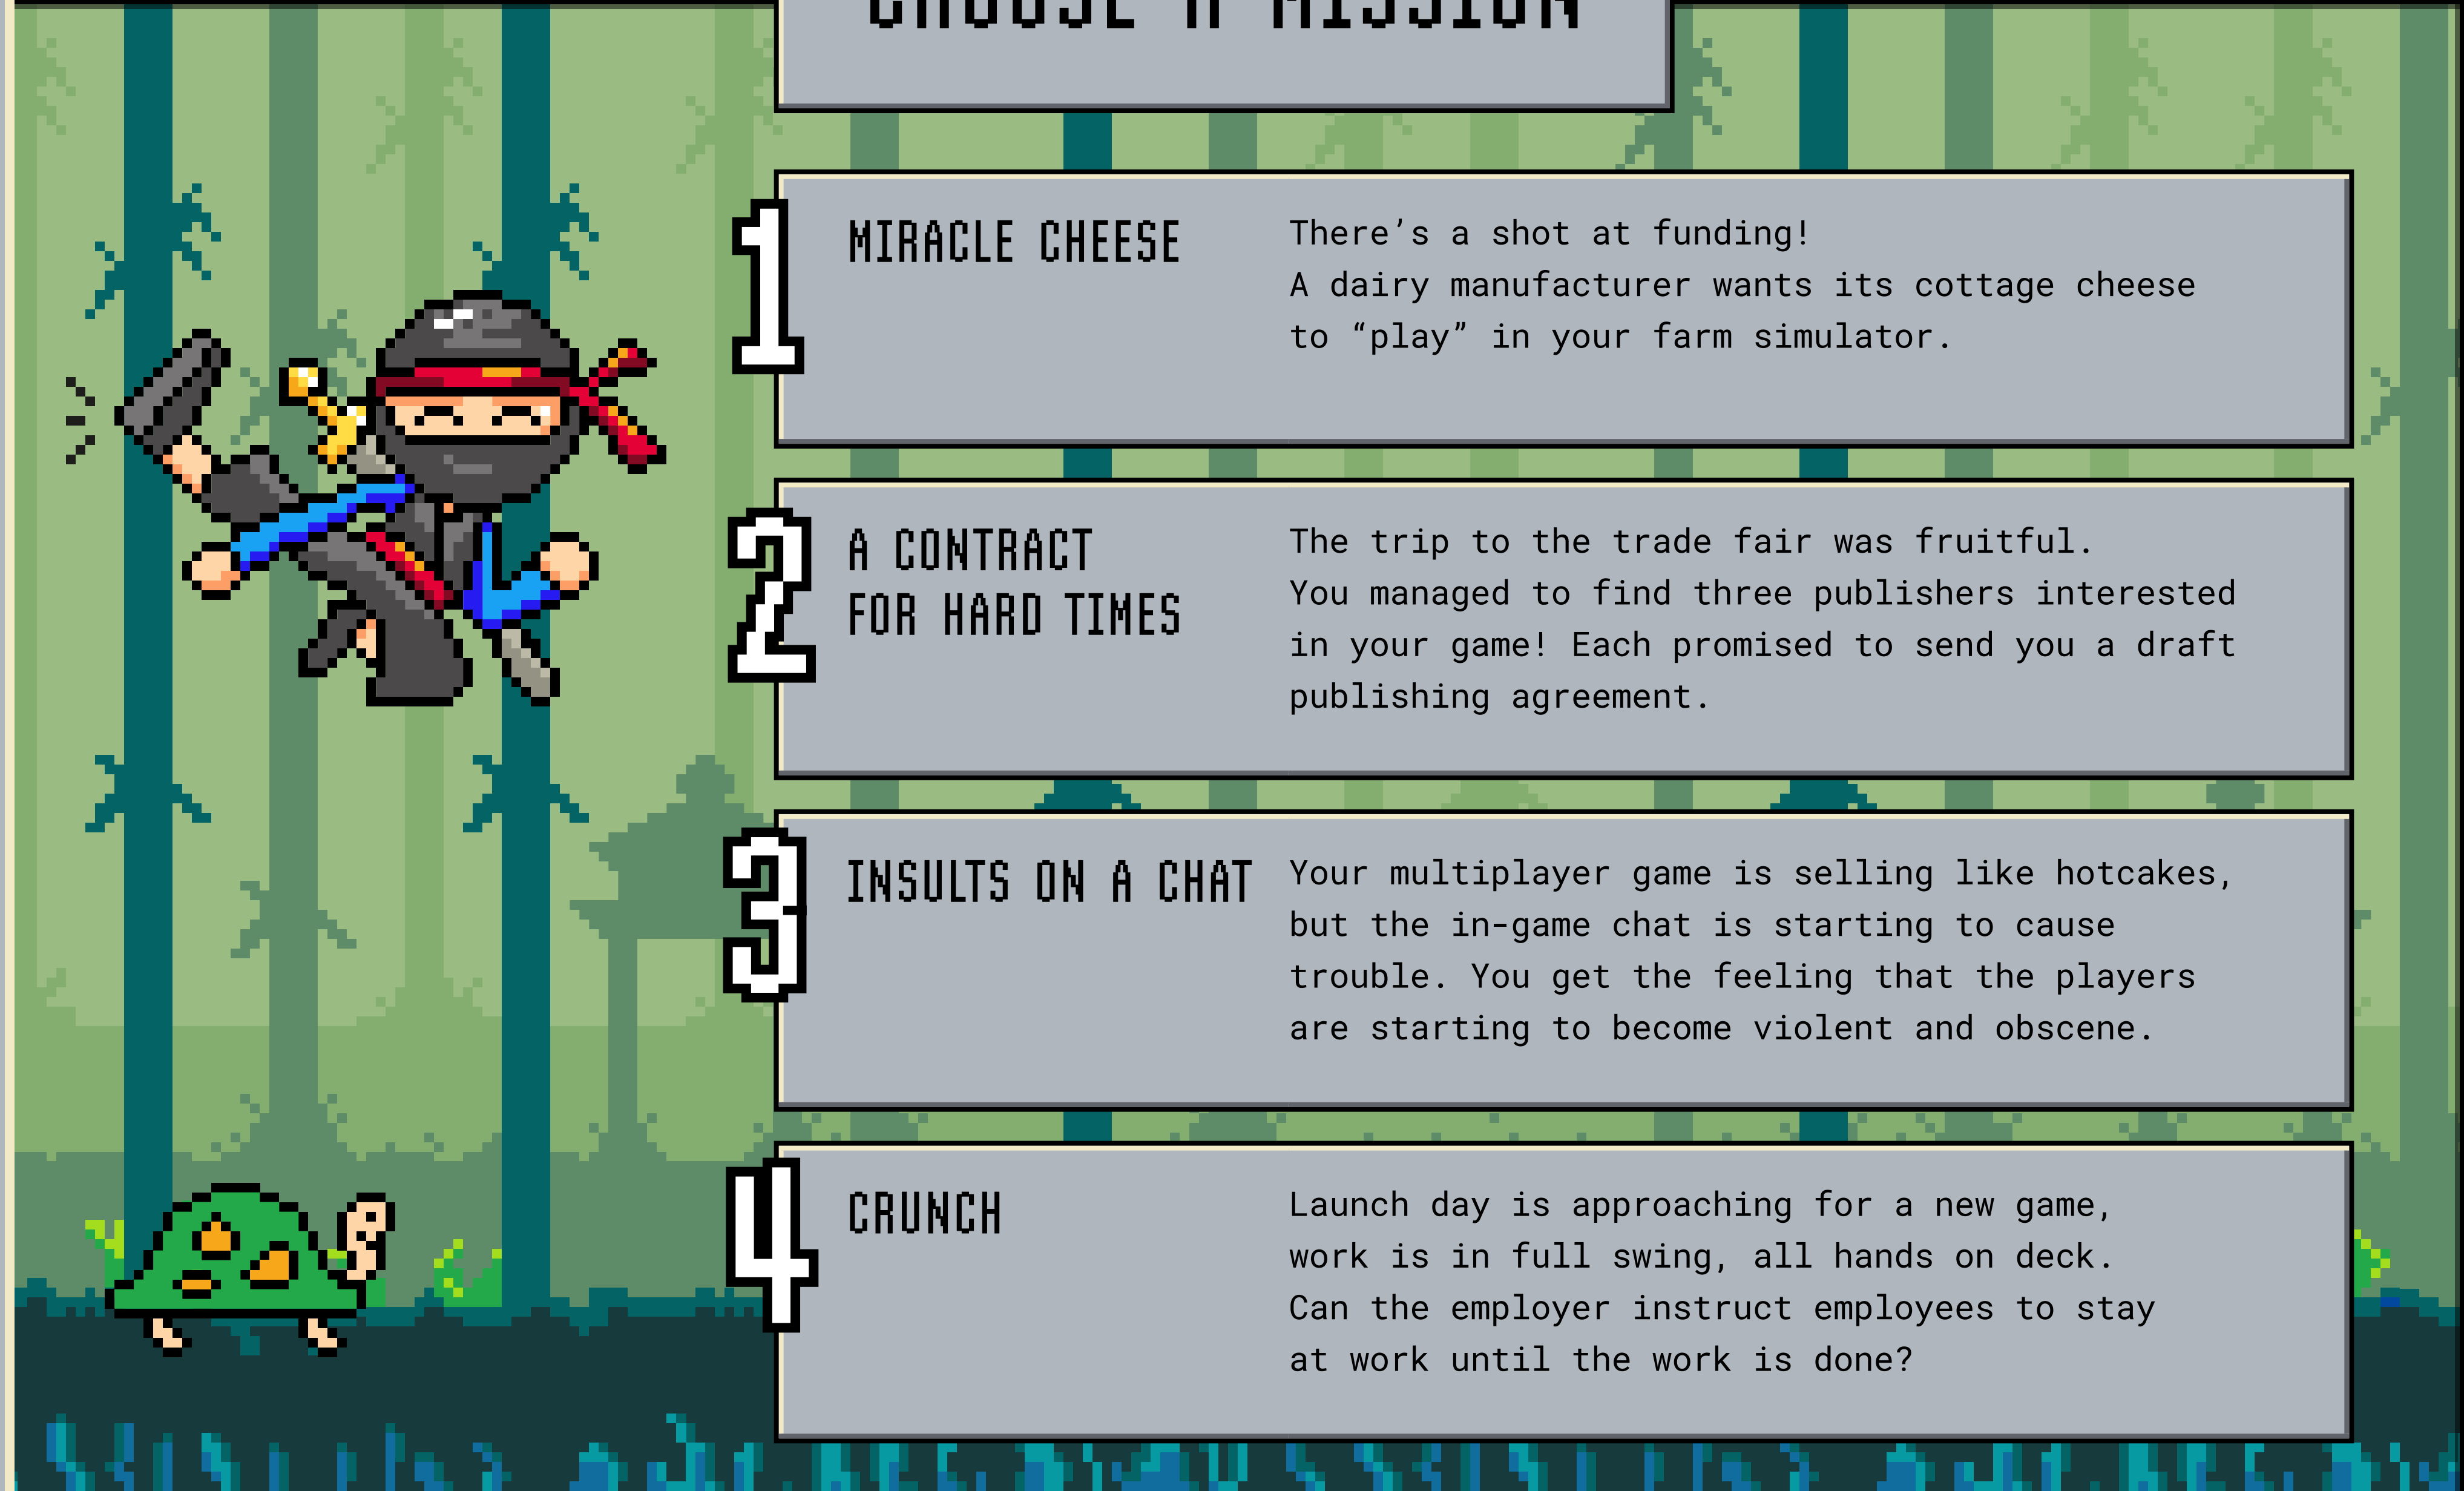 CHOOSE A MISSION
1
MIRACLE CHEESE
There’s a shot at funding!
A dairy manufacturer wants its cottage cheese
to “play” in your farm simulator.
2
A CONTRACT
FOR HARD TIMES
The trip to the trade fair was fruitful.
You managed to find three publishers interested
in your game! Each promised to send you a draft
publishing agreement.
3
INSULTS ON A CHAT
Your multiplayer game is selling like hotcakes,
but the in-game chat is starting to cause
trouble. You get the feeling that the players
are starting to become violent and obscene.
4
CRUNCH
Launch day is approaching for a new game,
work is in full swing, all hands on deck.
Can the employer instruct employees to stay
at work until the work is done?